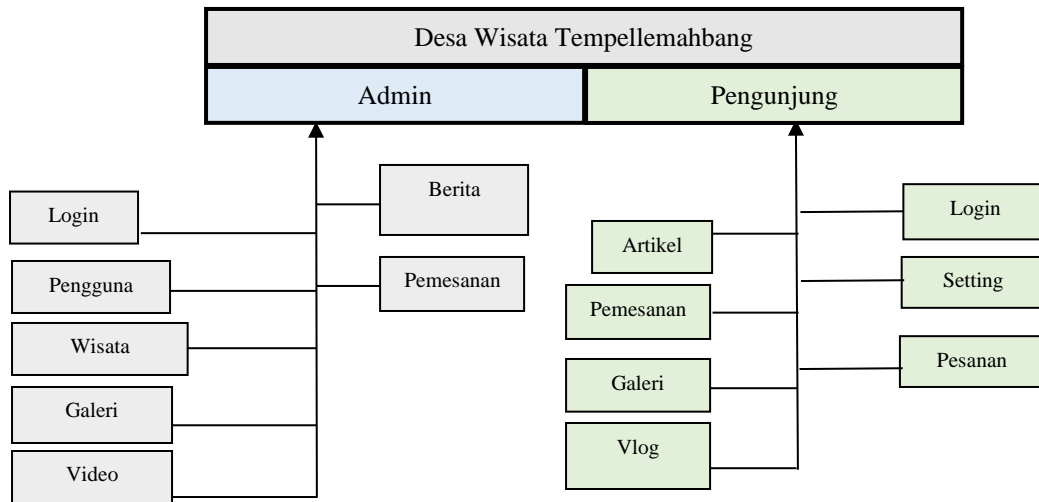 Desa Wisata Tempellemahbang
Admin
Pengunjung
Login
Pengguna
Wisata
Galeri
Video
Berita
Pemesanan
Artikel
Pemesanan
Galeri
Vlog
Login
Setting
Pesanan